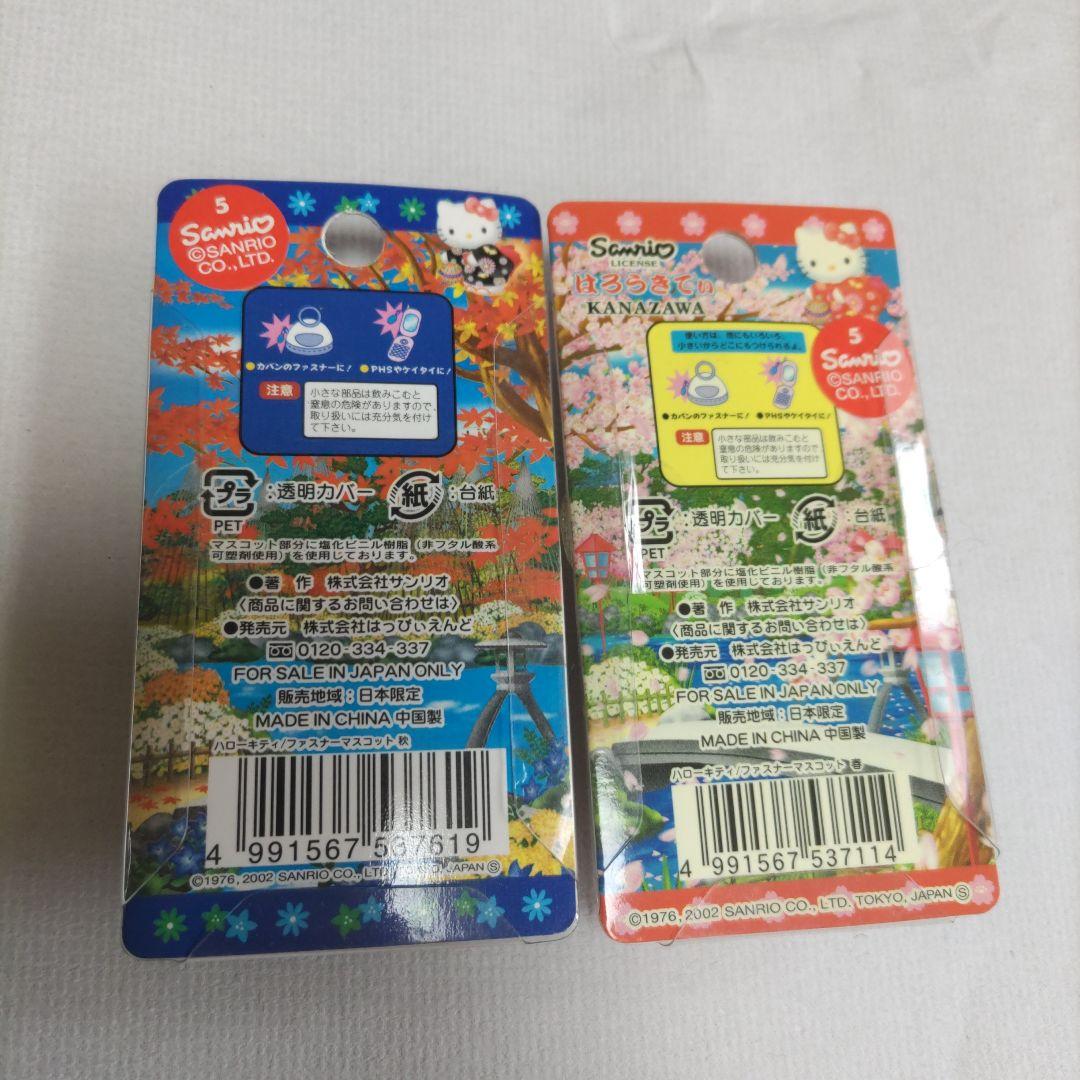 5
Sanrio
©SANRIO
CO.,LTD.
●カバンのファスナーに! ●PHSやケイタイに!
注意
小さな部品は飲みこむと
窒息の危険がありますので、
取り扱いには充分気を付け
て下さい。
プラ
PET
:透明カバー
紙
:台紙
マスコット部分に塩化ビニル樹脂(非フタル酸系
可塑剤使用)を使用しております。
●著 作 株式会社サンリオ
〈商品に関するお問い合わせは〉
●発売元 株式会社はっぴぃえんど
0120-334-337
FOR SALE IN JAPAN ONLY
販売地域:日本限定
MADE IN CHINA 中国製
ハローキティ/ファスナーマスコット 秋
4 991567 537619
©1976, 2002 SANRIO CO., LTD. TOKYO, JAPAN Ⓢ
Sanrio
LICENSE
はろうきてぃ
KANAZAWA
5
Sanrio
©SANRIO
CO., LTD.
使い方は、他にもいろいろ。
小さいからどこにもつけられるよ。
●カバンのファスナーに! ●PHSやケイタイに!
注意
小さな部品は飲みこむと
窒息の危険がありますので、
取り扱いには充分気を付け
て下さい。
プラ
PET
:透明カバー
紙
:台紙
マスコット部分に塩化ビニル樹脂(非フタル酸系
可塑剤使用)を使用しております。
●著 作 株式会社サンリオ
〈商品に関するお問い合わせは〉
●発売元 株式会社はっぴぃえんど
0120-334-337
FOR SALE IN JAPAN ONLY
販売地域:日本限定
MADE IN CHINA 中国製
ハローキティ/ファスナーマスコット 春
4 991567 537114
©1976, 2002 SANRIO CO., LTD. TOKYO, JAPAN Ⓢ